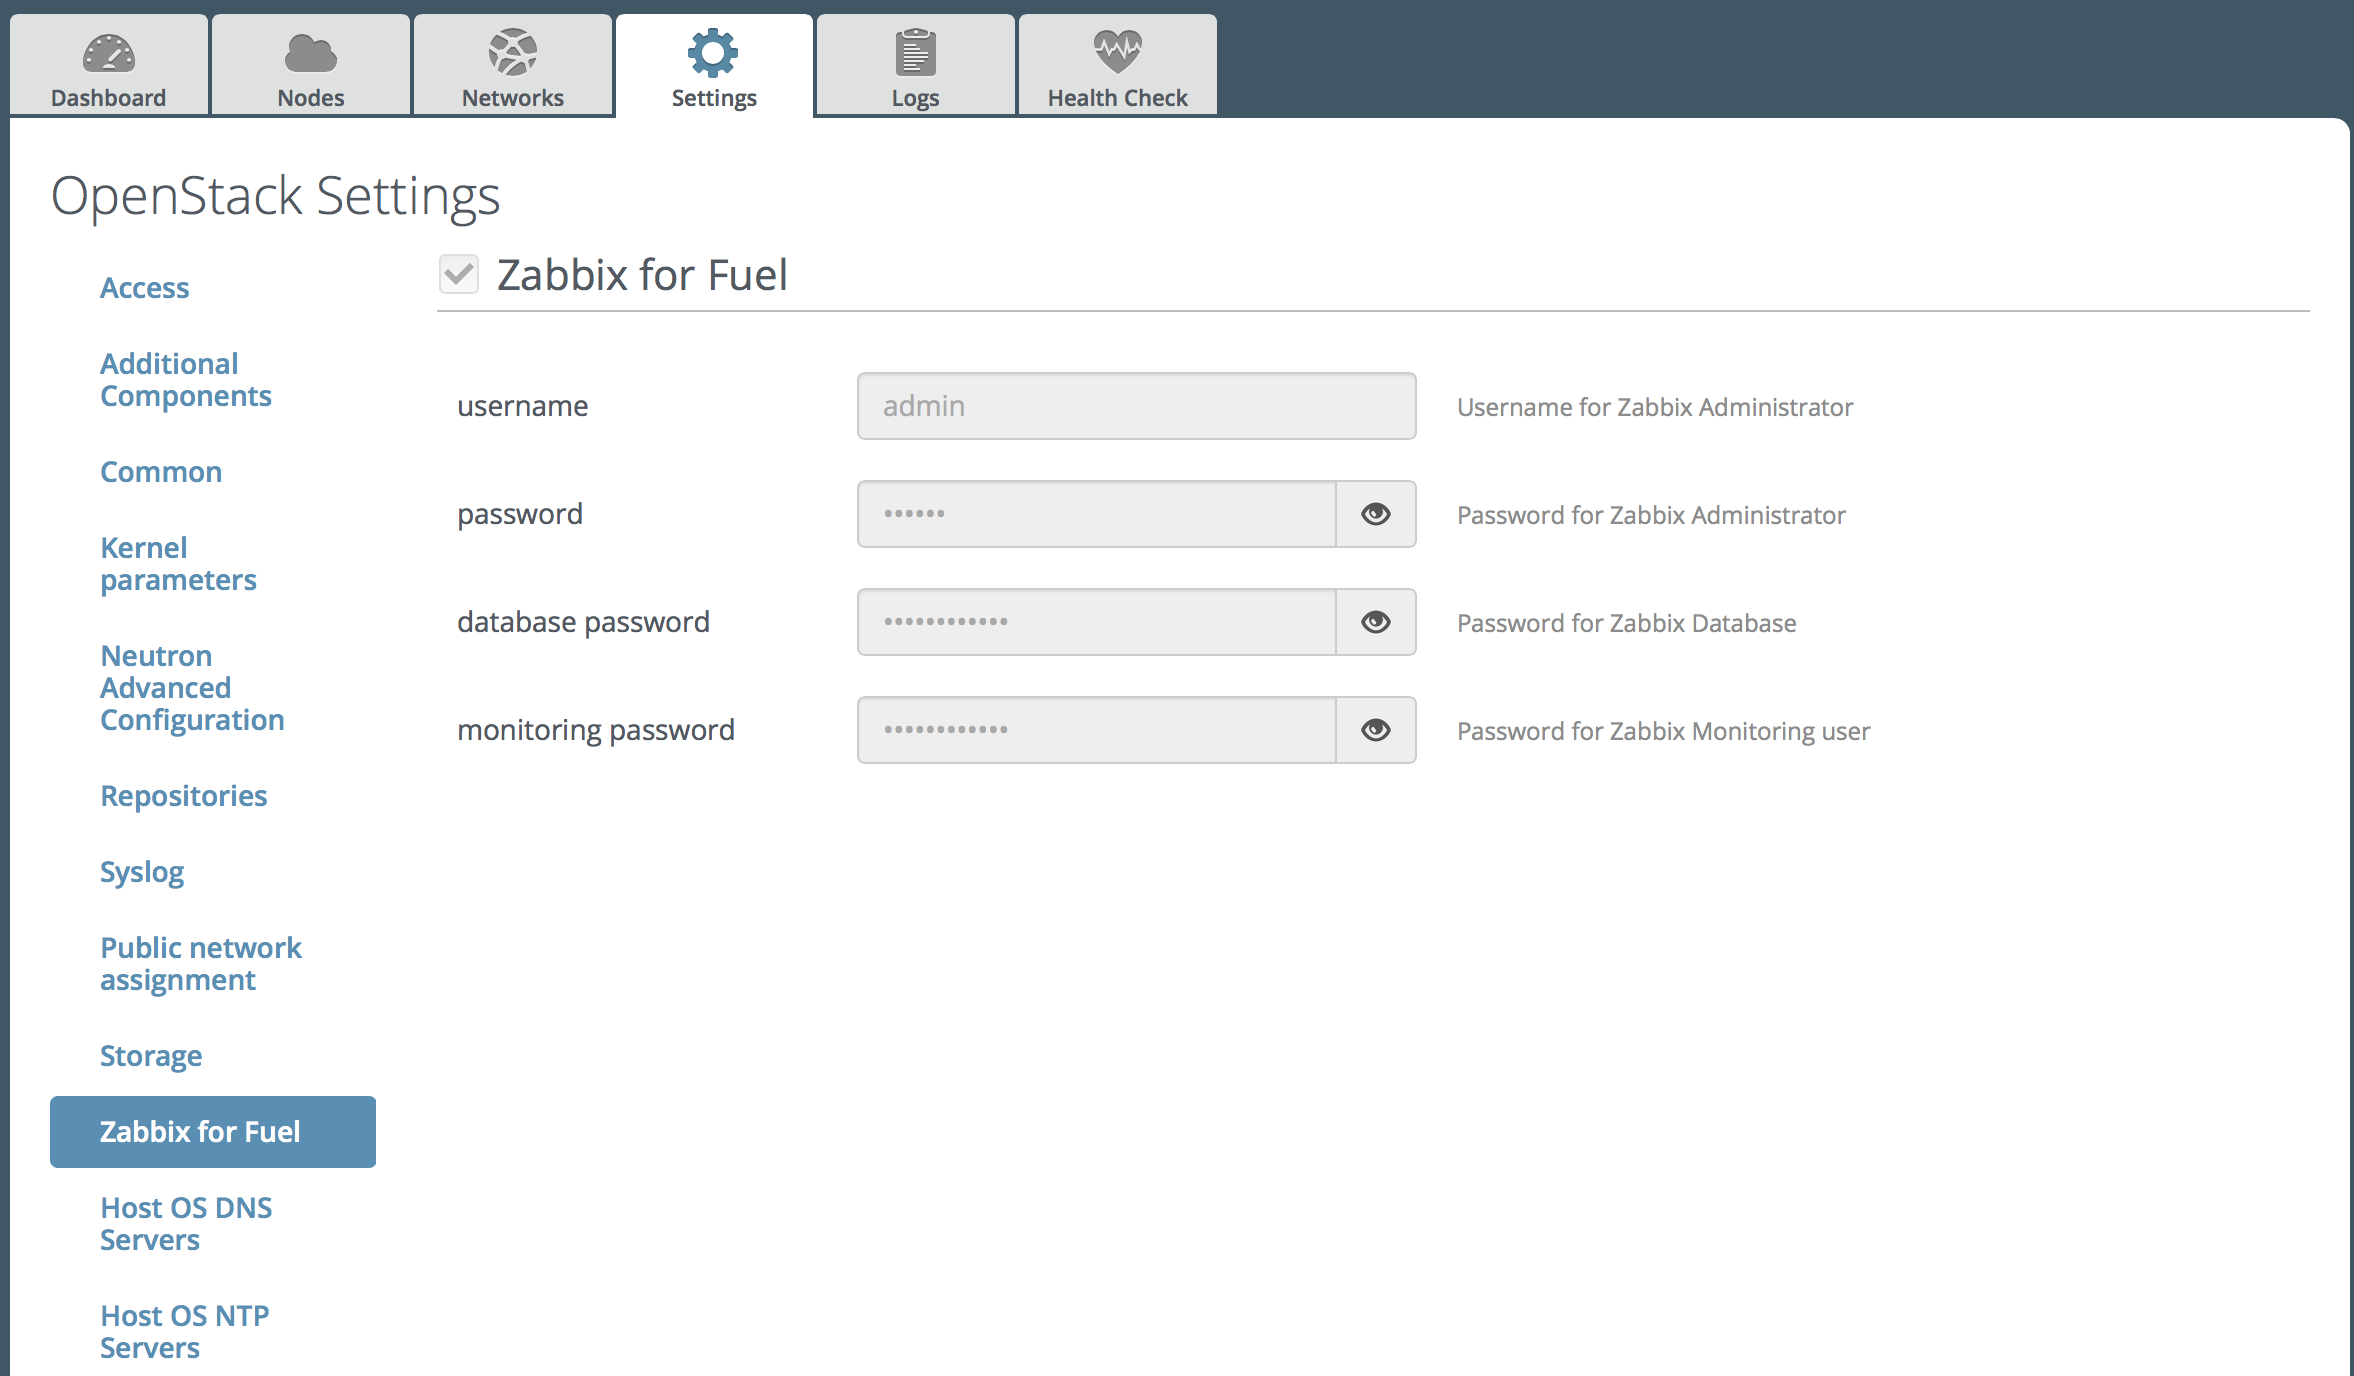 Dashboard
Nodes
Networks
Settings
Logs
Health Check
OpenStack Settings
Access
Additional
Components
Common
Kernel
parameters
Neutron
Advanced
Configuration
Repositories
Syslog
Public network
assignment
Storage
Zabbix for Fuel
Host OS DNS
Servers
Host OS NTP
Servers
Zabbix for Fuel
username
admin
Username for Zabbix Administrator
password
••••••
Password for Zabbix Administrator
database password
••••••••••••
Password for Zabbix Database
monitoring password
••••••••••••
Password for Zabbix Monitoring user